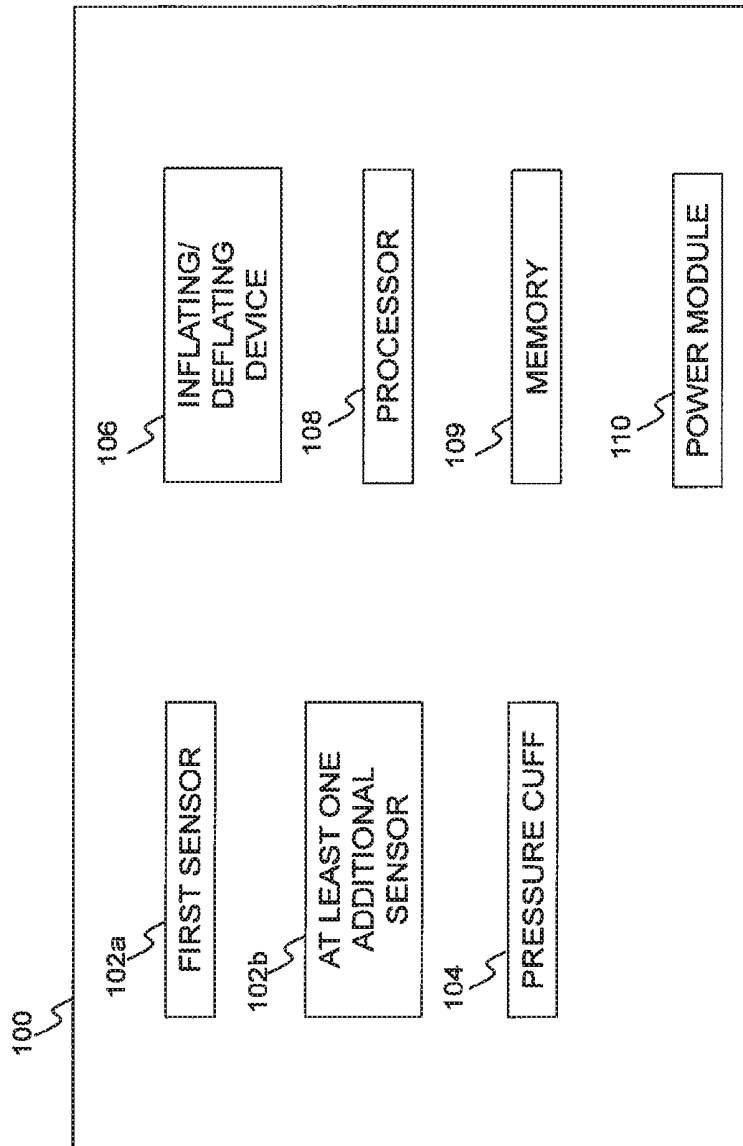 100
102a
FIRST SENSOR
102b
AT LEAST ONE
ADDITIONAL
SENSOR
104
PRESSURE CUFF
106
INFLATING/
DEFLATING
DEVICE
108
PROCESSOR
109
MEMORY
110
POWER MODULE